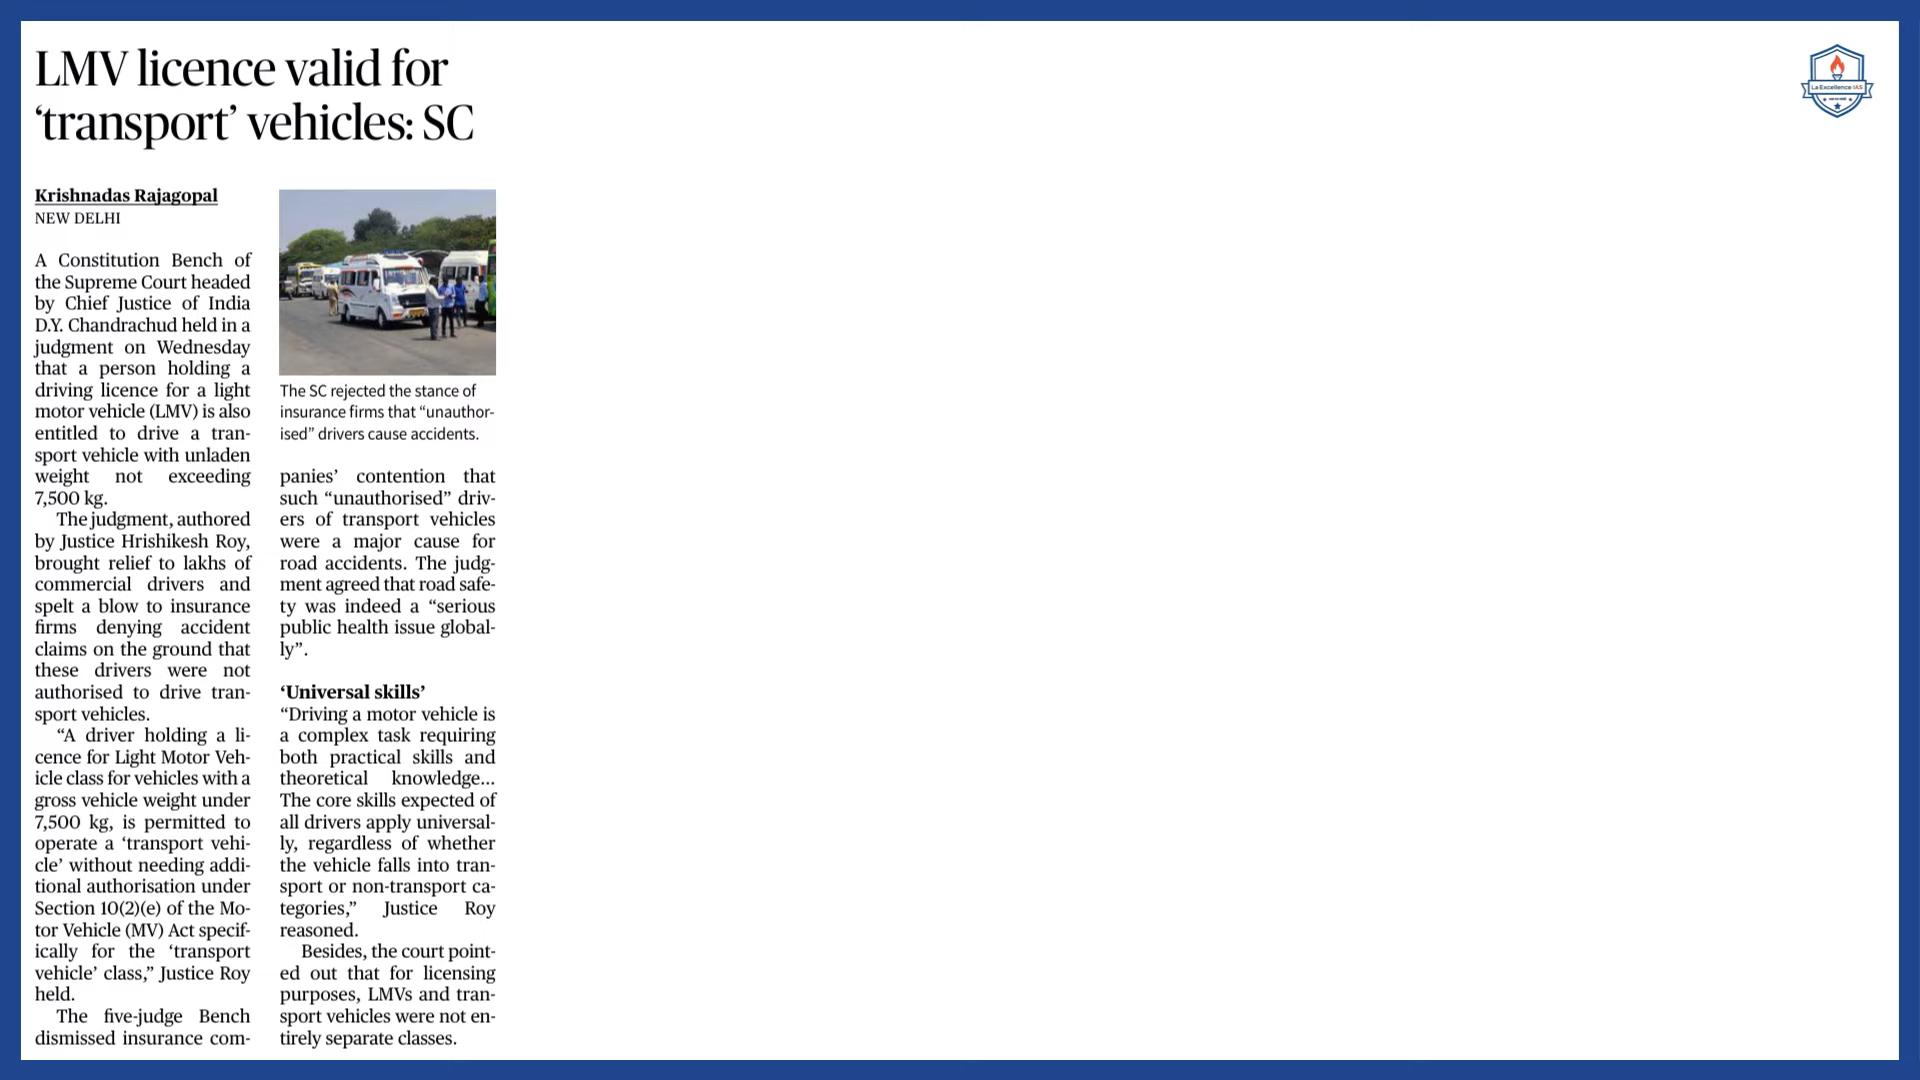 LMV licence valid for
‘transport’ vehicles: SC
Krishnadas Rajagopal
NEW DELHI
A Constitution Bench of
the Supreme Court headed
by Chief Justice of India
D.Y. Chandrachud held in a
judgment on Wednesday
that a person holding a
driving licence for a light
motor vehicle (LMV) is also
entitled to drive a tran-
sport vehicle with unladen
weight not exceeding
7,500 kg.
The judgment, authored
by Justice Hrishikesh Roy,
brought relief to lakhs of
commercial drivers and
spelt a blow to insurance
firms denying accident
claims on the ground that
these drivers were not
authorised to drive tran-
sport vehicles.
“A driver holding a li-
cence for Light Motor Veh-
icle class for vehicles with a
gross vehicle weight under
7,500 kg, is permitted to
operate a ‘transport vehi-
cle’ without needing addi-
tional authorisation under
Section 10(2)(e) of the Mo-
tor Vehicle (MV) Act specif-
ically for the ‘transport
vehicle’ class,” Justice Roy
held.
The five-judge Bench
dismissed insurance com-
The SC rejected the stance of
insurance firms that “unauthor-
ised” drivers cause accidents.
panies’ contention that
such “unauthorised” driv-
ers of transport vehicles
were a major cause for
road accidents. The judg-
ment agreed that road safe-
ty was indeed a “serious
public health issue global-
ly”.
‘Universal skills’
“Driving a motor vehicle is
a complex task requiring
both practical skills and
theoretical knowledge...
The core skills expected of
all drivers apply universal-
ly, regardless of whether
the vehicle falls into tran-
sport or non-transport ca-
tegories,” Justice Roy
reasoned.
Besides, the court point-
ed out that for licensing
purposes, LMVs and tran-
sport vehicles were not en-
tirely separate classes.
La Excellence IAS